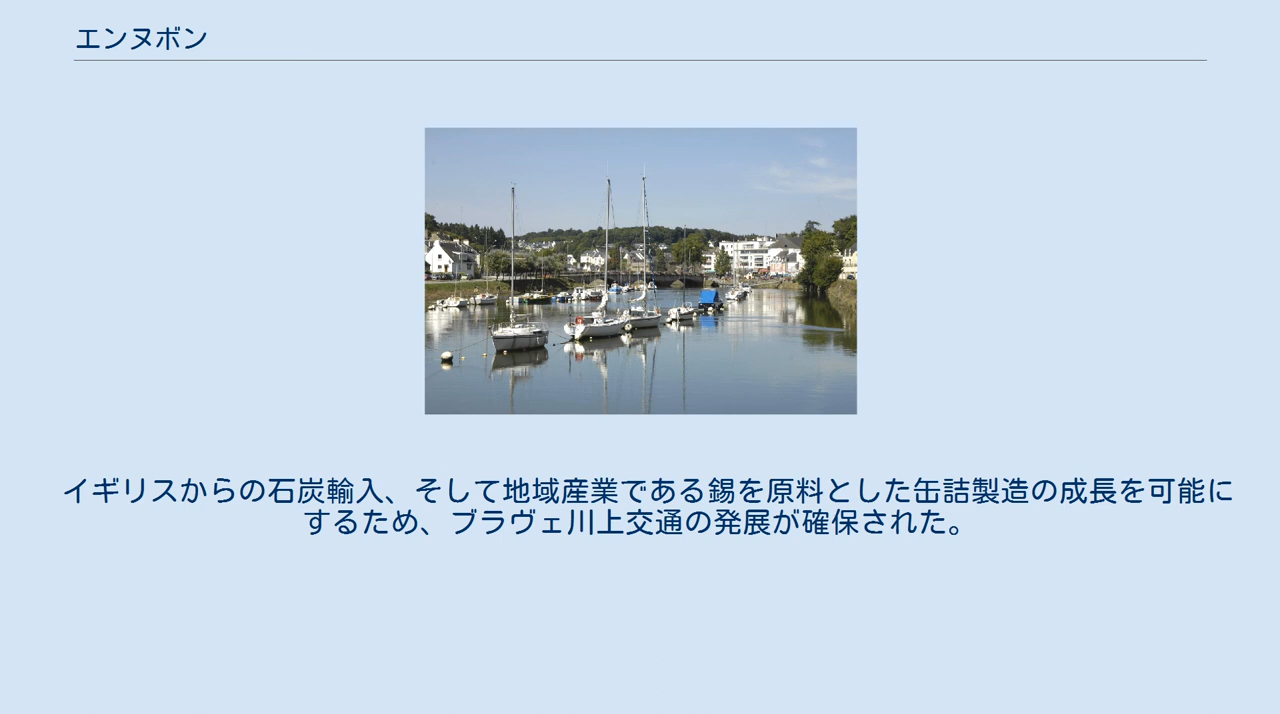 エンヌボン
イギリスからの石炭輸入、そして地域産業である錫を原料とした缶詰製造の成長を可能に
するため、ブラヴェ川上交通の発展が確保された。